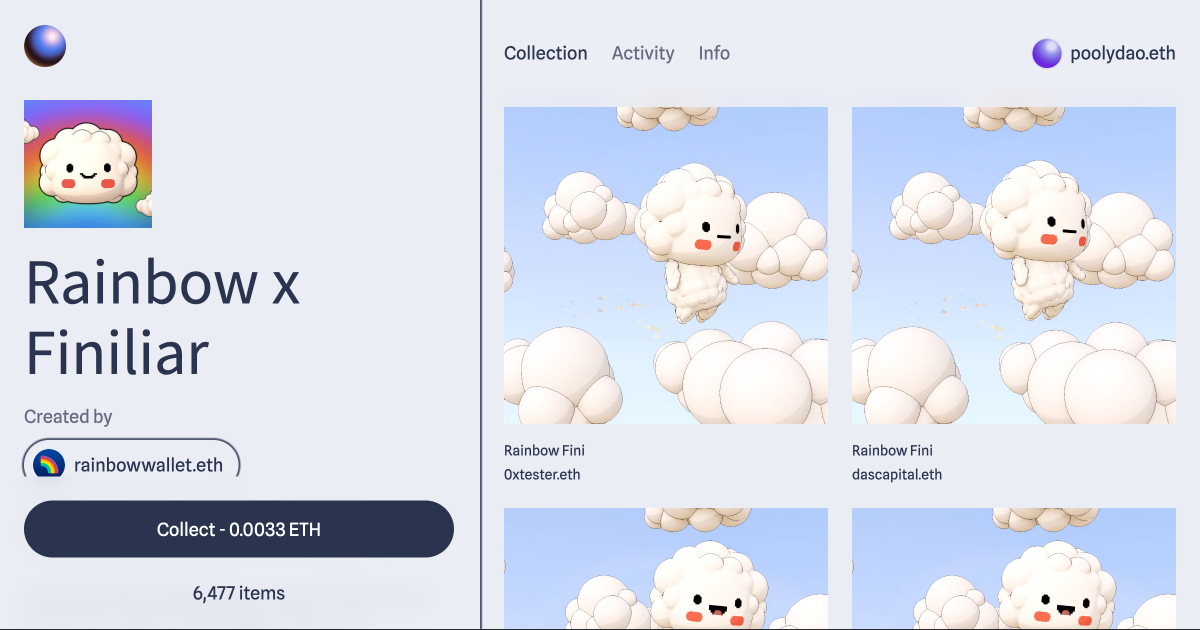 Rainbow x
Finiliar
Created by
rainbowwallet.eth
Collect - 0.0033 ETH
6,477 items
Collection Activity Info
poolydao.eth
Rainbow Fini
0xtester.eth
Rainbow Fini
dascapital.eth